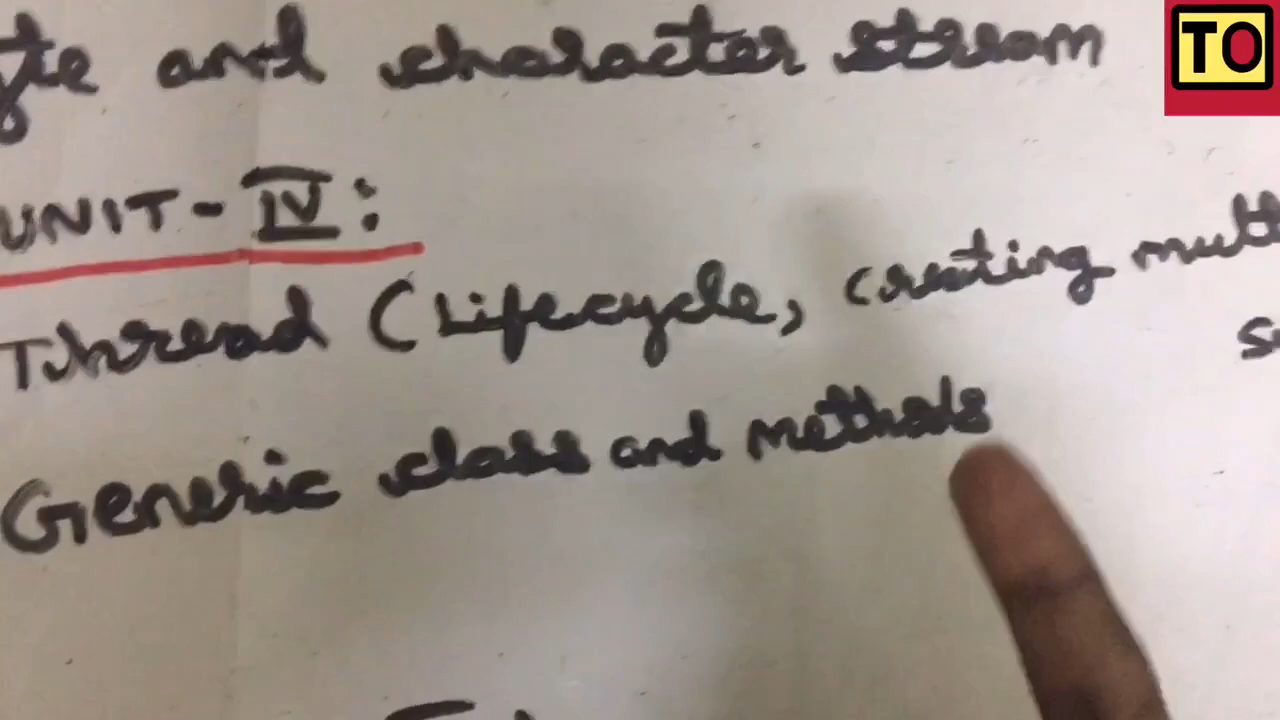 TO
and character stream
UNIT-IV:
Thread (Lifecycle, creating
Generic class and methods